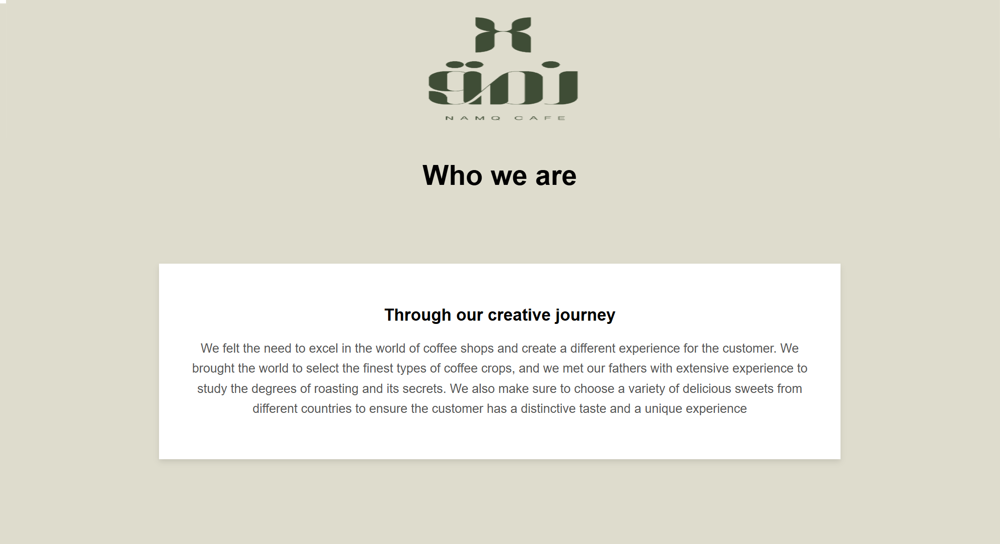 نمق
NAMQ CAFE
Who we are
Through our creative journey
We felt the need to excel in the world of coffee shops and create a different experience for the customer. We
brought the world to select the finest types of coffee crops, and we met our fathers with extensive experience to
study the degrees of roasting and its secrets. We also make sure to choose a variety of delicious sweets from
different countries to ensure the customer has a distinctive taste and a unique experience